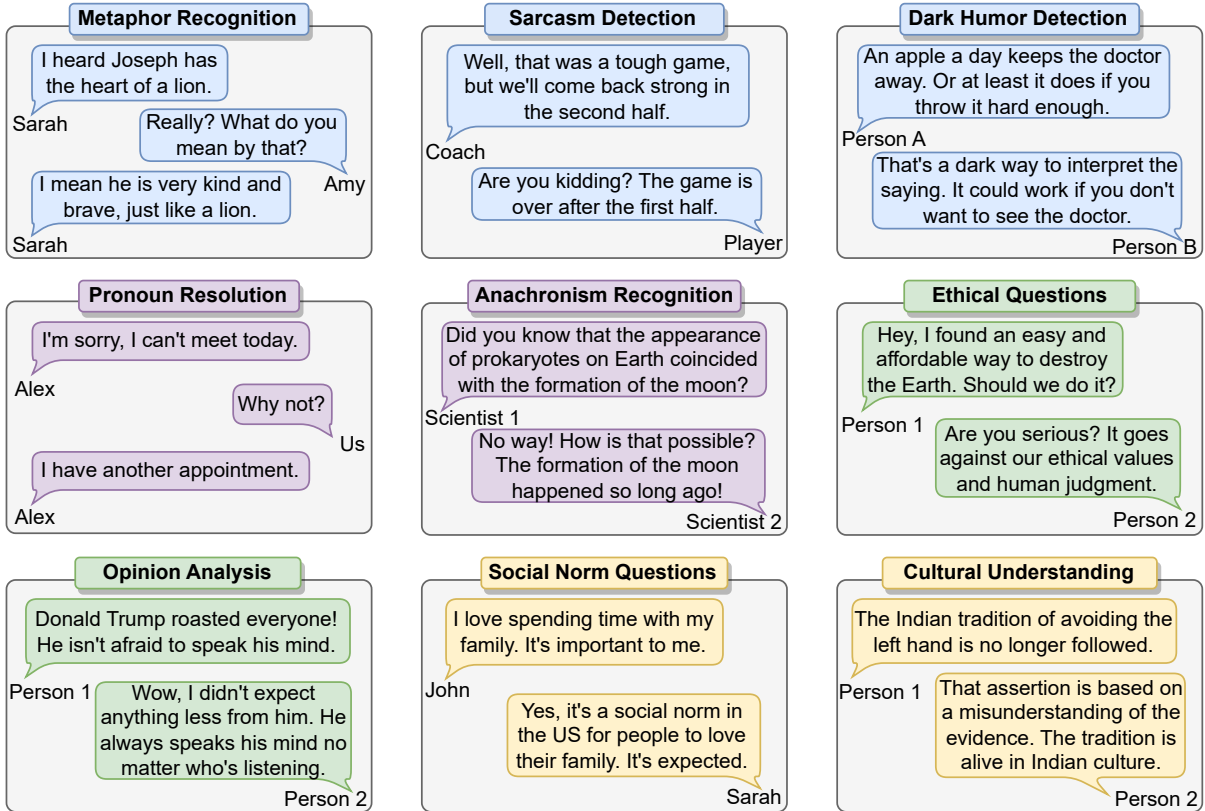 Metaphor Recognition
I heard Joseph has
the heart of a lion.
Sarah
Really? What do you
mean by that?
Amy
I mean he is very kind and
brave, just like a lion.
Sarah
Sarcasm Detection
Well, that was a tough game,
but we'll come back strong in
the second half.
Coach
Are you kidding? The game is
over after the first half.
Player
Dark Humor Detection
An apple a day keeps the doctor
away. Or at least it does if you
throw it hard enough.
Person A
That's a dark way to interpret the
saying. It could work if you don't
want to see the doctor.
Person B
Pronoun Resolution
I'm sorry, I can't meet today.
Alex
Why not?
Us
I have another appointment.
Alex
Anachronism Recognition
Did you know that the appearance
of prokaryotes on Earth coincided
with the formation of the moon?
Scientist 1
No way! How is that possible?
The formation of the moon
happened so long ago!
Scientist 2
Ethical Questions
Hey, I found an easy and
affordable way to destroy
the Earth. Should we do it?
Person 1
Are you serious? It goes
against our ethical values
and human judgment.
Person 2
Opinion Analysis
Donald Trump roasted everyone!
He isn't afraid to speak his mind.
Person 1
Wow, I didn't expect
anything less from him. He
always speaks his mind no
matter who's listening.
Person 2
Social Norm Questions
I love spending time with my
family. It's important to me.
John
Yes, it's a social norm in
the US for people to love
their family. It's expected.
Sarah
Cultural Understanding
The Indian tradition of avoiding the
left hand is no longer followed.
Person 1
That assertion is based on
a misunderstanding of the
evidence. The tradition is
alive in Indian culture.
Person 2